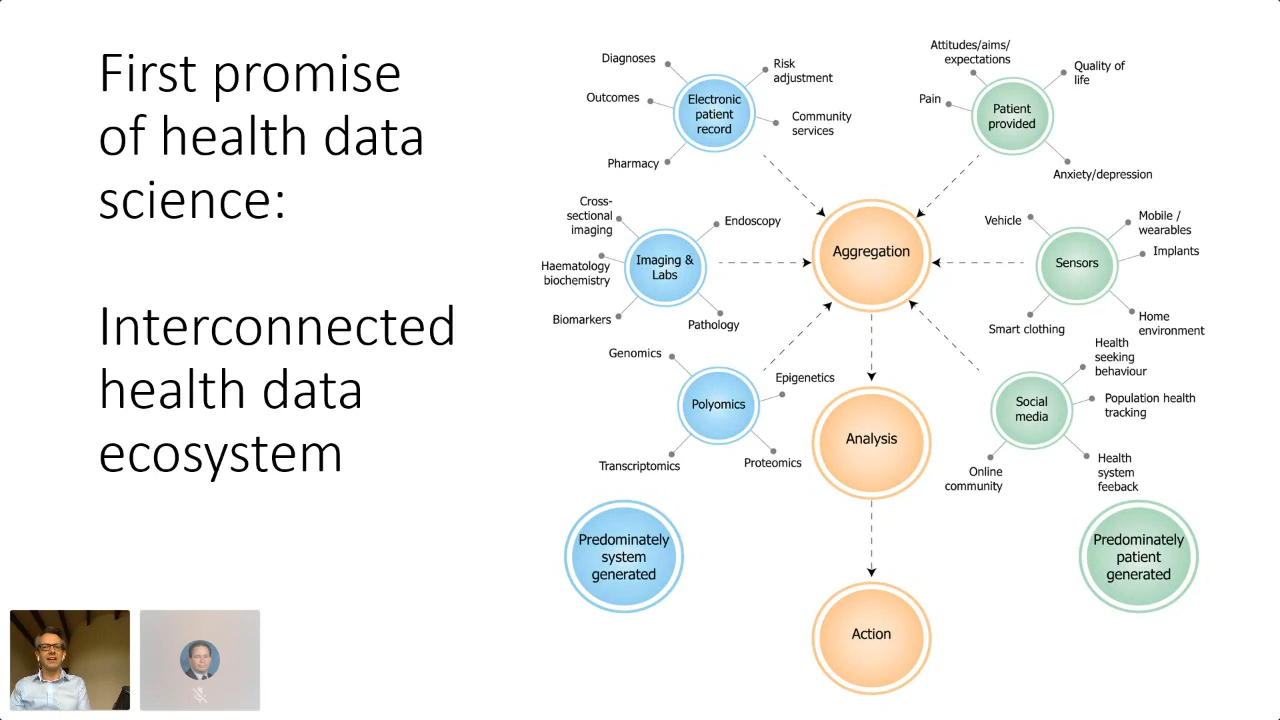 First promise
of health data
science:
Interconnected
health data
ecosystem
Diagnoses
Outcomes
Pharmacy
Electronic
patient
record
Risk
adjustment
Community
services
Attitudes/aims/
expectations
Pain
Patient
provided
Quality of
life
Anxiety/depression
Cross-
sectional
imaging
Haematology
biochemistry
Biomarkers
Imaging &
Labs
Endoscopy
Pathology
Aggregation
Vehicle
Sensors
Mobile /
wearables
Implants
Smart clothing
Home
environment
Genomics
Polyomics
Epigenetics
Transcriptomics
Proteomics
Analysis
Social
media
Health
seeking
behaviour
Population health
tracking
Online
community
Health
system
feeback
Predominately
system
generated
Predominately
patient
generated
Action